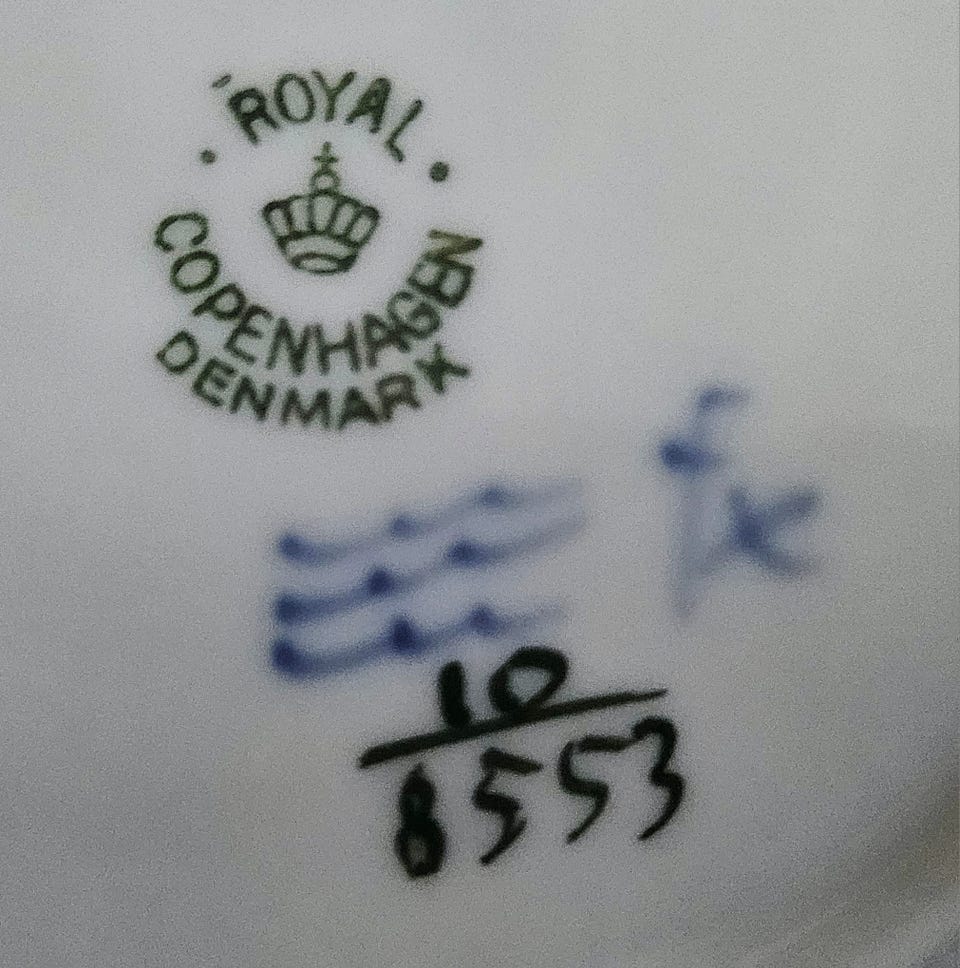 ROYAL
COPENHAGEN
DENMARK
10
8553